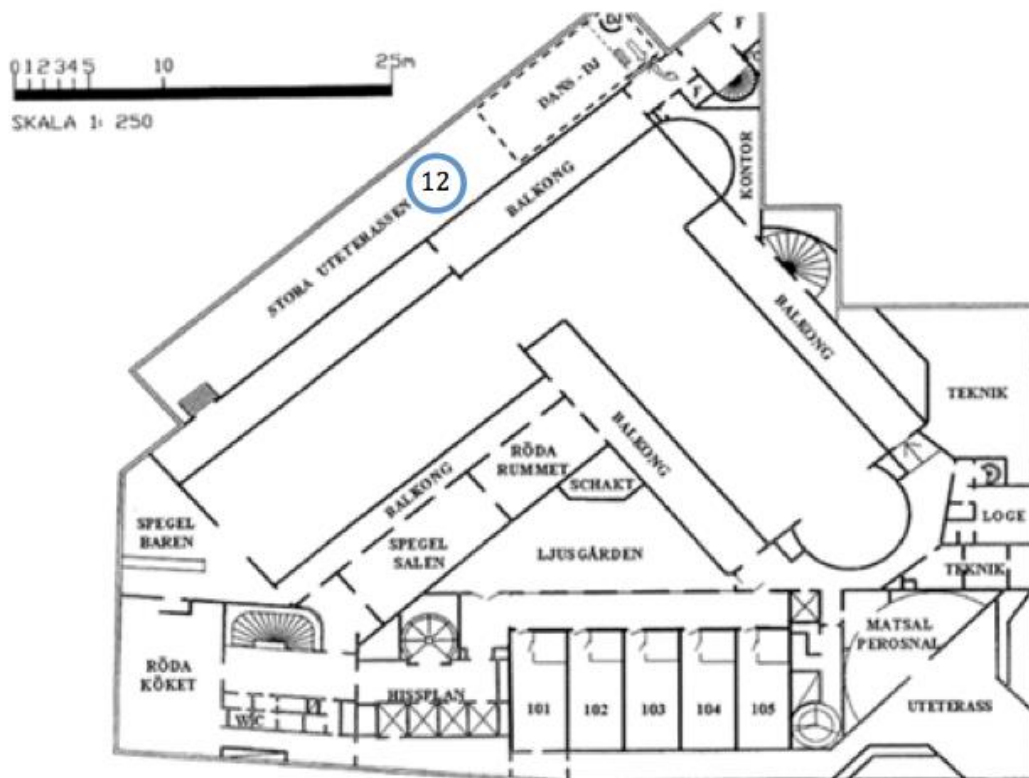 0 1 2 3 4 5 10 25m
SKALA 1: 250
DJ
F
DANS - DJ
F
12
BALKONG
KONTOR
STORA UTETERASSEN
BALKONG
TEKNIK
BALKONG
RÖDA
RUMMET
BALKONG
SCHAKT
SPEGEL
BAREN
SPEGEL
SALEN
LJUSGÅRDEN
LOGE
TEKNIK
MATSAL
PEROSNAL
RÖDA
KÖKET
HISSPLAN
WC
101
102
103
104
105
UTETERASS